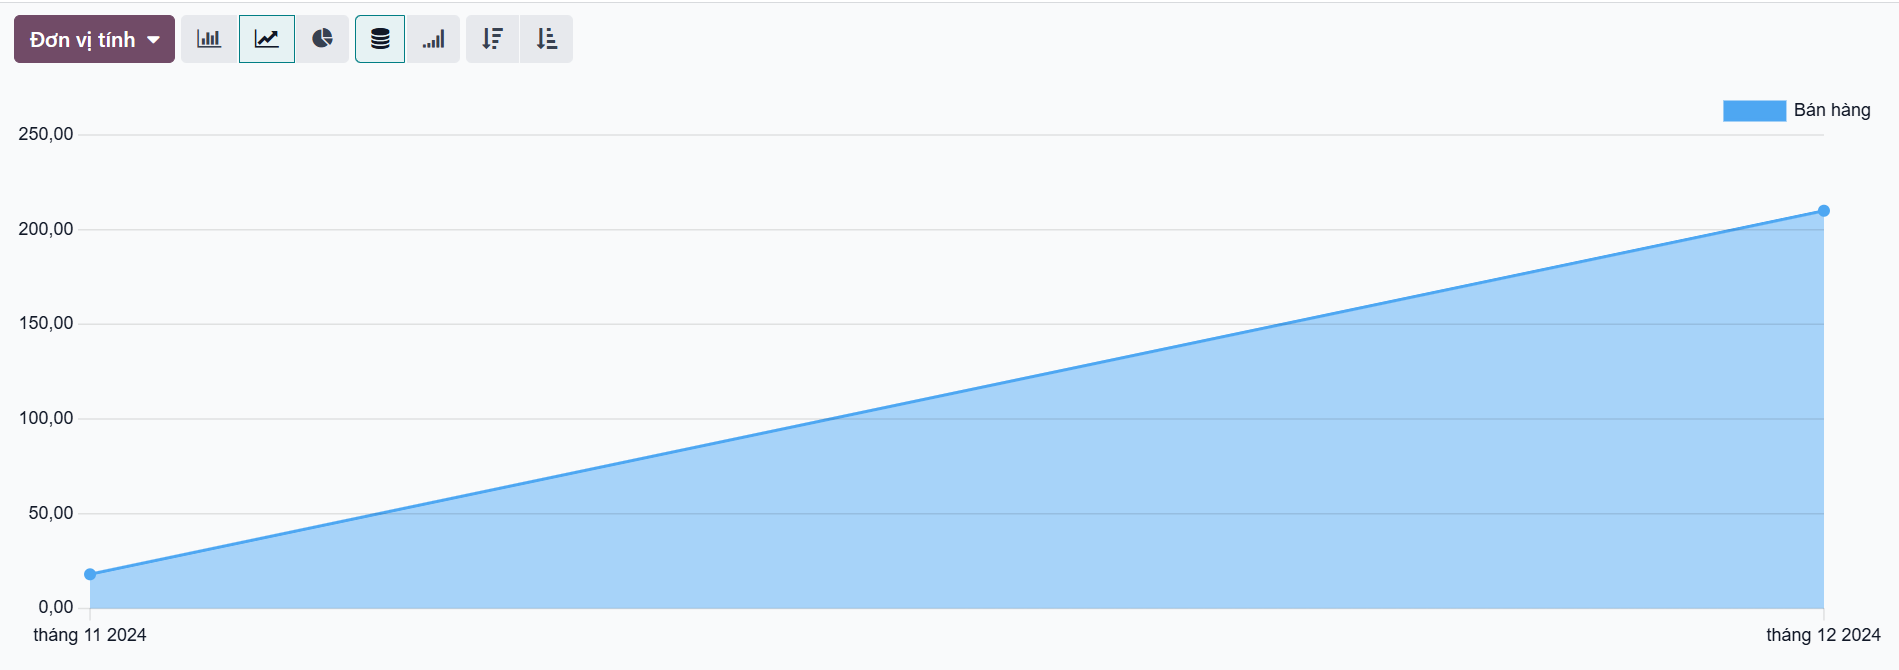 Đơn vị tính
Bán hàng
250,00
200,00
150,00
100,00
50,00
0,00
tháng 11 2024
tháng 12 2024